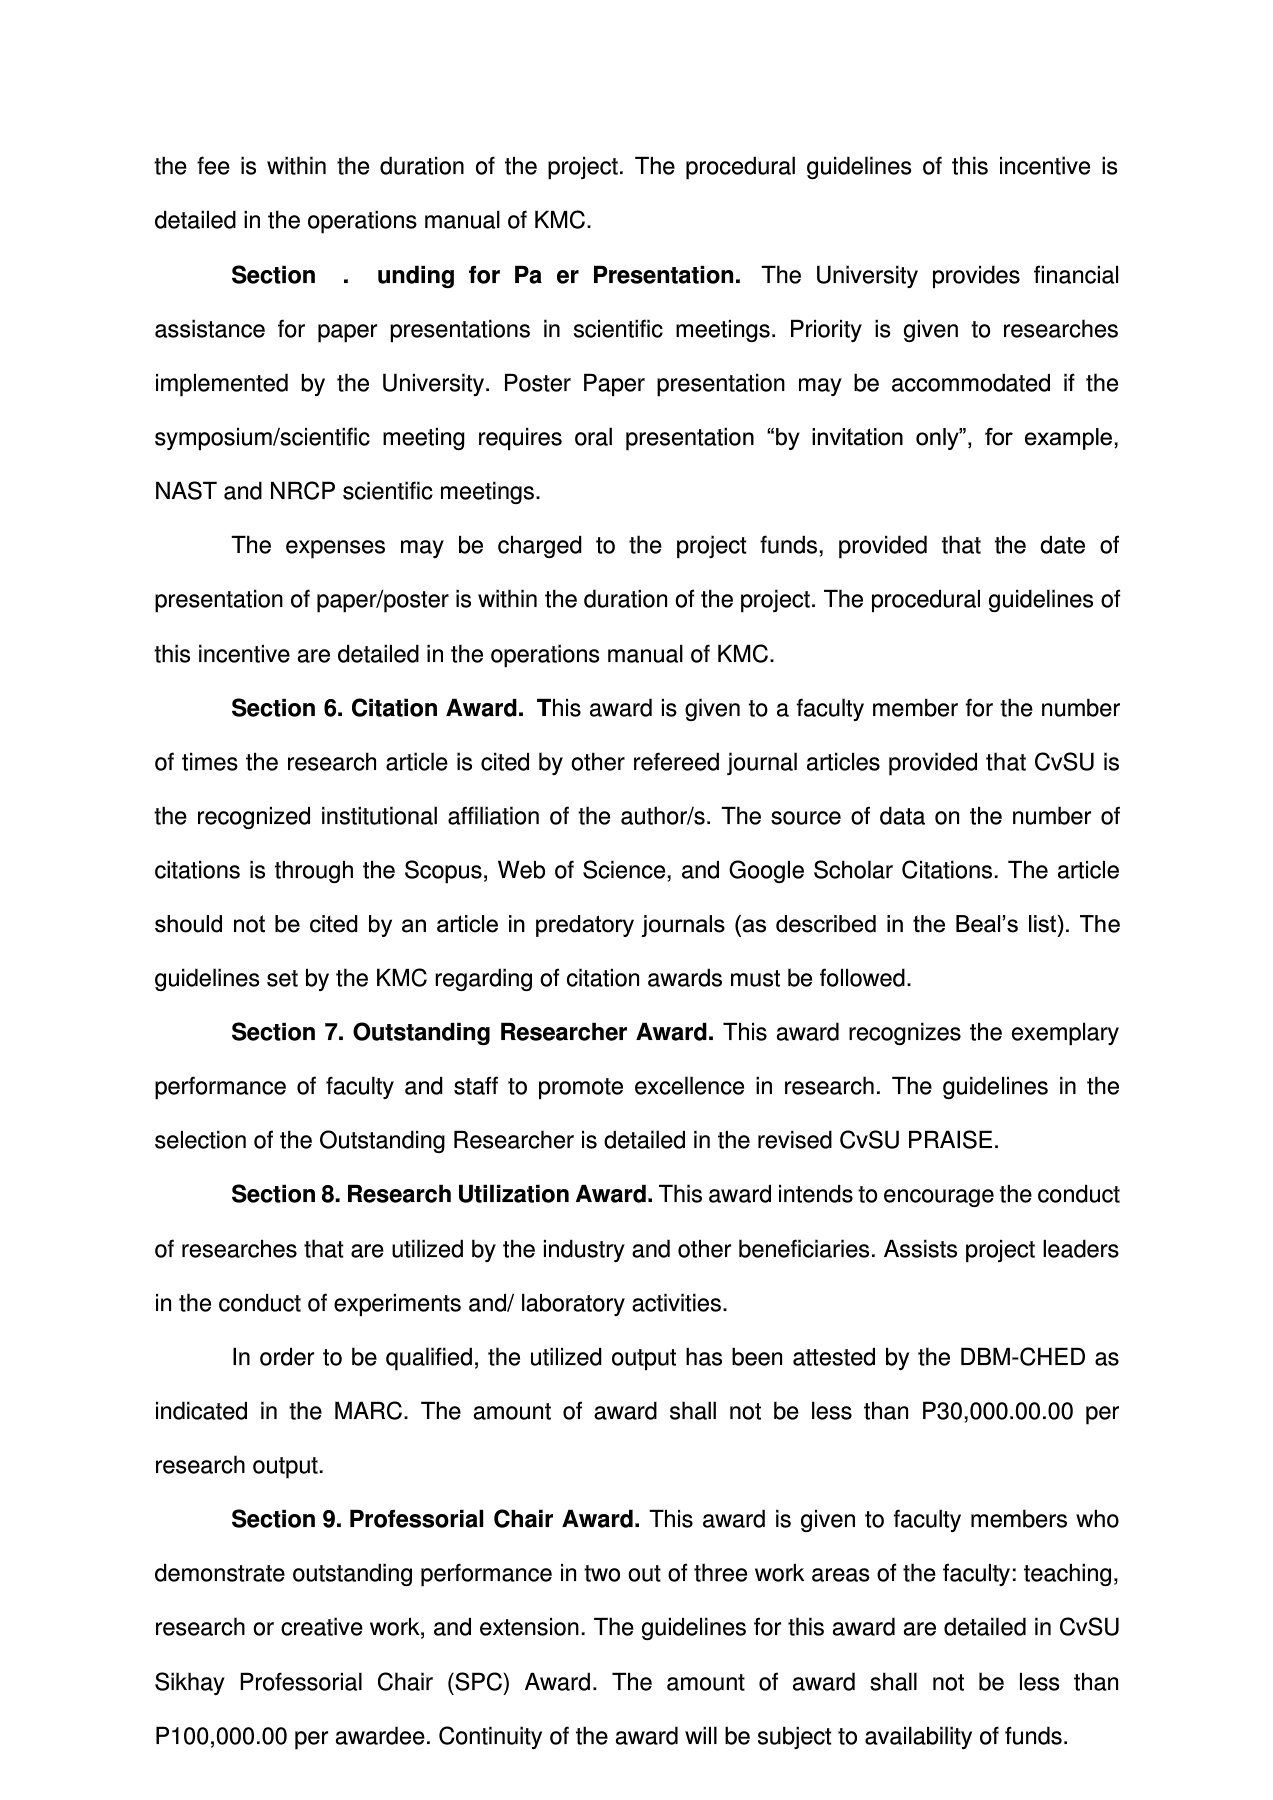 the fee is within the duration of the project. The procedural guidelines of this incentive is
detailed in the operations manual of KMC.
Section . unding for Pa er Presentation. The University provides financial
assistance for paper presentations in scientific meetings. Priority is given to researches
implemented by the University. Poster Paper presentation may be accommodated if the
symposium/scientific meeting requires oral presentation “by invitation only”, for example,
NAST and NRCP scientific meetings.
The expenses may be charged to the project funds, provided that the date of
presentation of paper/poster is within the duration of the project. The procedural guidelines of
this incentive are detailed in the operations manual of KMC.
Section 6. Citation Award. This award is given to a faculty member for the number
of times the research article is cited by other refereed journal articles provided that CvSU is
the recognized institutional affiliation of the author/s. The source of data on the number of
citations is through the Scopus, Web of Science, and Google Scholar Citations. The article
should not be cited by an article in predatory journals (as described in the Beal’s list). The
guidelines set by the KMC regarding of citation awards must be followed.
Section 7. Outstanding Researcher Award. This award recognizes the exemplary
performance of faculty and staff to promote excellence in research. The guidelines in the
selection of the Outstanding Researcher is detailed in the revised CvSU PRAISE.
Section 8. Research Utilization Award. This award intends to encourage the conduct
of researches that are utilized by the industry and other beneficiaries. Assists project leaders
in the conduct of experiments and/ laboratory activities.
In order to be qualified, the utilized output has been attested by the DBM-CHED as
indicated in the MARC. The amount of award shall not be less than P30,000.00.00 per
research output.
Section 9. Professorial Chair Award. This award is given to faculty members who
demonstrate outstanding performance in two out of three work areas of the faculty: teaching,
research or creative work, and extension. The guidelines for this award are detailed in CvSU
Sikhay Professorial Chair (SPC) Award. The amount of award shall not be less than
P100,000.00 per awardee. Continuity of the award will be subject to availability of funds.